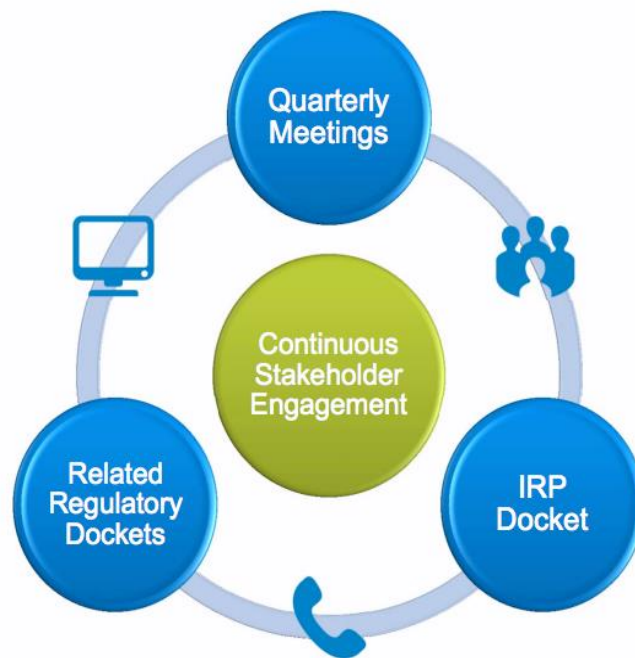 Quarterly
Meetings
Continuous
Stakeholder
Engagement
Related
Regulatory
Dockets
IRP
Docket